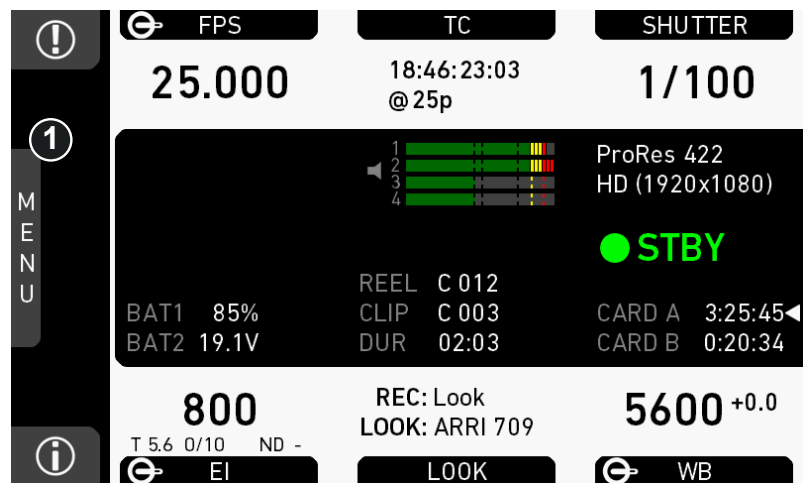 FPS
TC
SHUTTER
25.000
18:46:23:03
@ 25p
1/100
1
MENU
1
2
3
4
ProRes 422
HD (1920x1080)
STBY
REEL C 012
BAT1 85%
CLIP C 003
CARD A 3:25:45
BAT2 19.1V
DUR 02:03
CARD B 0:20:34
800
T 5.6 0/10 ND -
REC: Look
LOOK: ARRI 709
5600 +0.0
EI
LOOK
WB